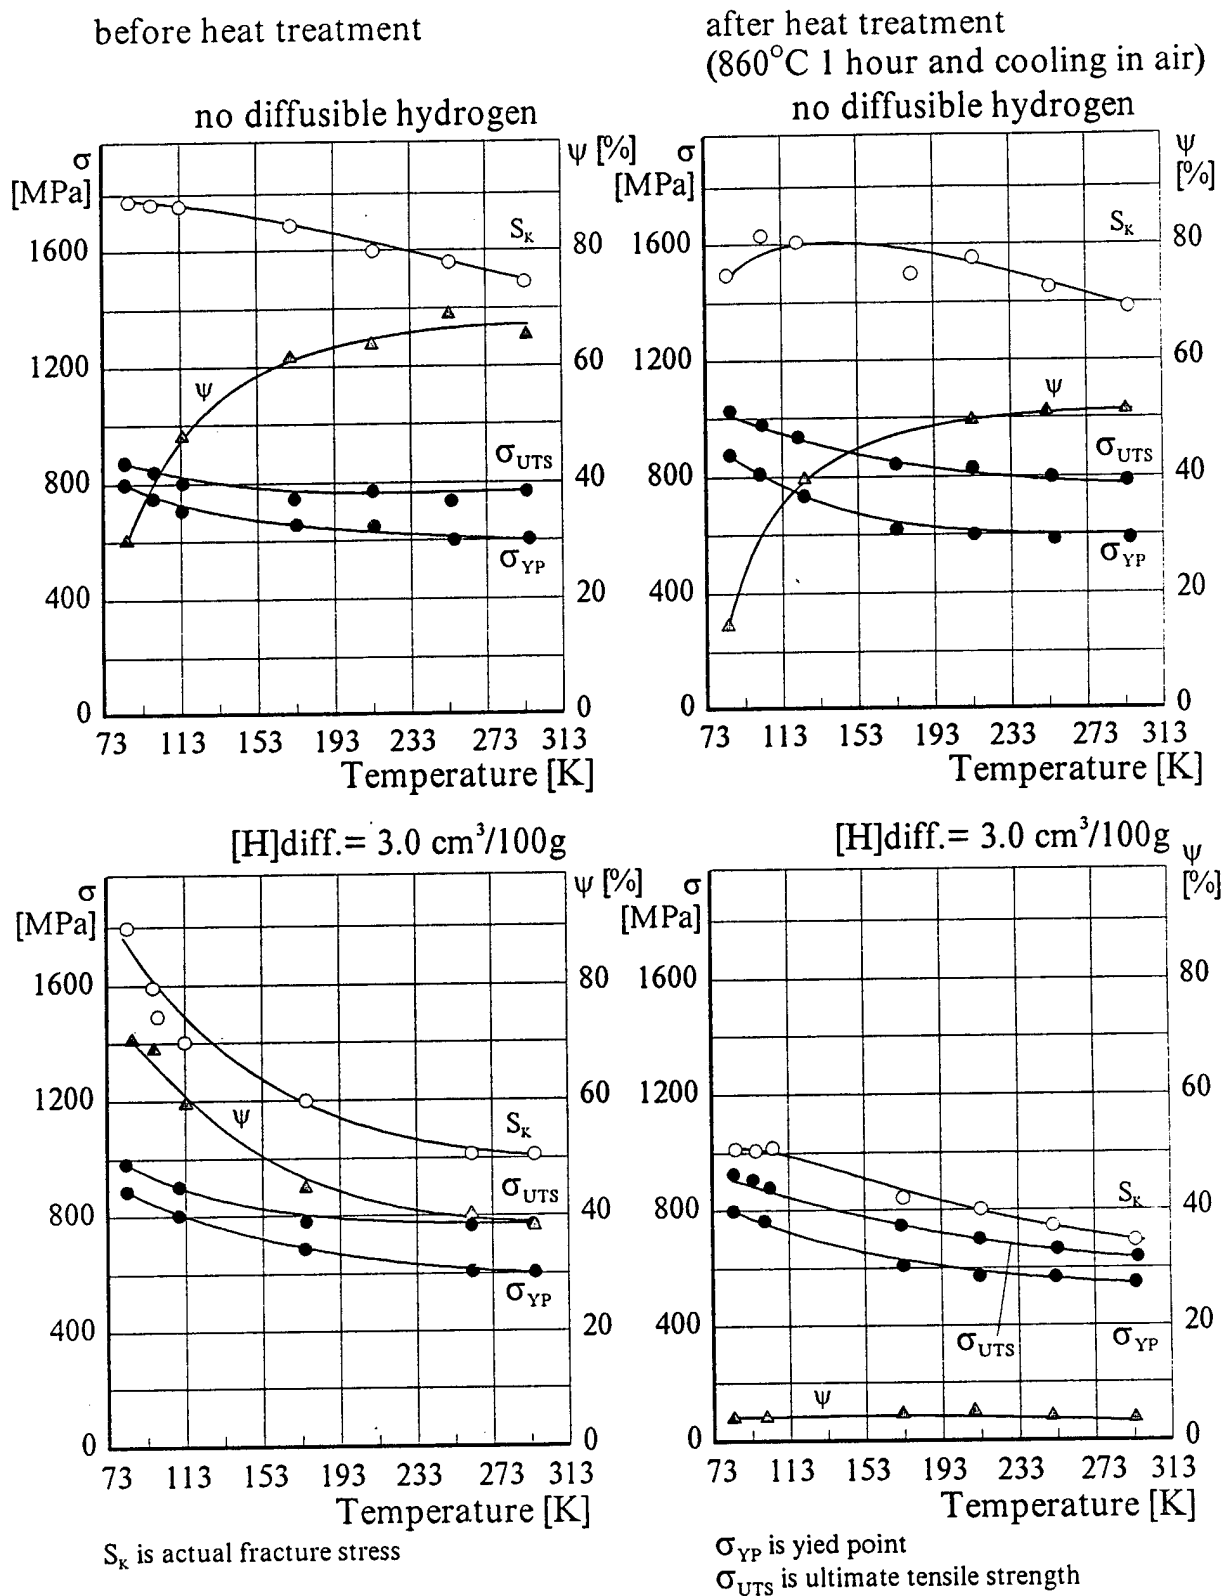 before heat treatment
after heat treatment
(860°C 1 hour and cooling in air)
no diffusible hydrogen
σ
[MPa]
ψ [%]
1600
1200
800
400
0
80
60
40
20
0
S_K
ψ
σ_UTS
σ_YP
73 113 153 193 233 273 313
Temperature [K]
no diffusible hydrogen
σ
[MPa]
ψ
[%]
1600
1200
800
400
0
80
60
40
20
0
S_K
ψ
σ_UTS
σ_YP
73 113 153 193 233 273 313
Temperature [K]
[H]diff.= 3.0 cm³/100g
σ
[MPa]
ψ [%]
1600
1200
800
400
0
80
60
40
20
0
S_K
ψ
σ_UTS
σ_YP
73 113 153 193 233 273 313
Temperature [K]
[H]diff.= 3.0 cm³/100g
σ
[MPa]
ψ
[%]
1600
1200
800
400
0
80
60
40
20
0
S_K
σ_UTS
σ_YP
ψ
73 113 153 193 233 273 313
Temperature [K]
S_K is actual fracture stress
σ_YP is yied point
σ_UTS is ultimate tensile strength